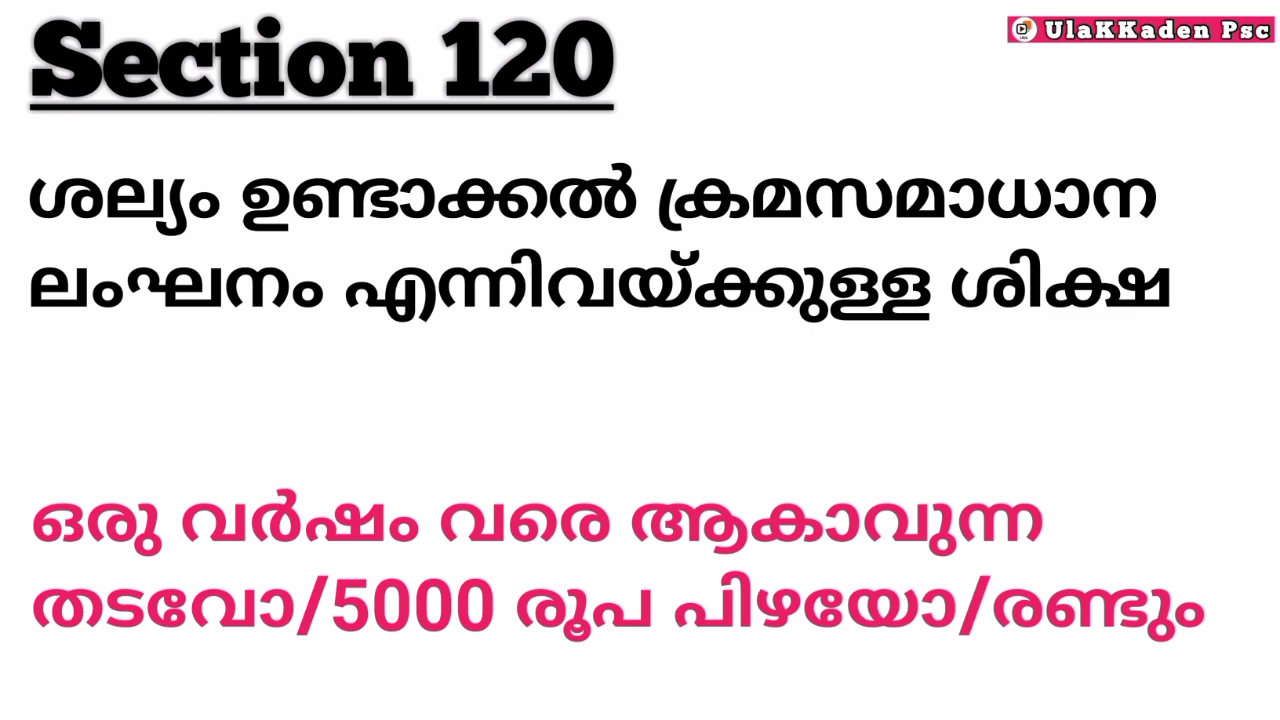 Section 120
UlaKKaden Psc
ശല്യം ഉണ്ടാക്കൽ ക്രമസമാധാന
ലംഘനം എന്നിവയ്ക്കുള്ള ശിക്ഷ
ഒരു വർഷം വരെ ആകാവുന്ന
തടവോ/5000 രൂപ പിഴയോ/രണ്ടും